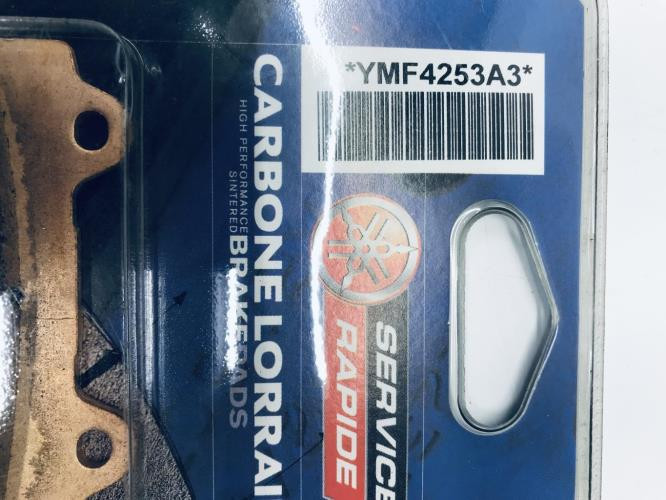 *YMF4253A3*
CARBONE LORRAI
HIGH PERFORMANCE
SINTERED BRAKE PADS
SERVICE
RAPIDE